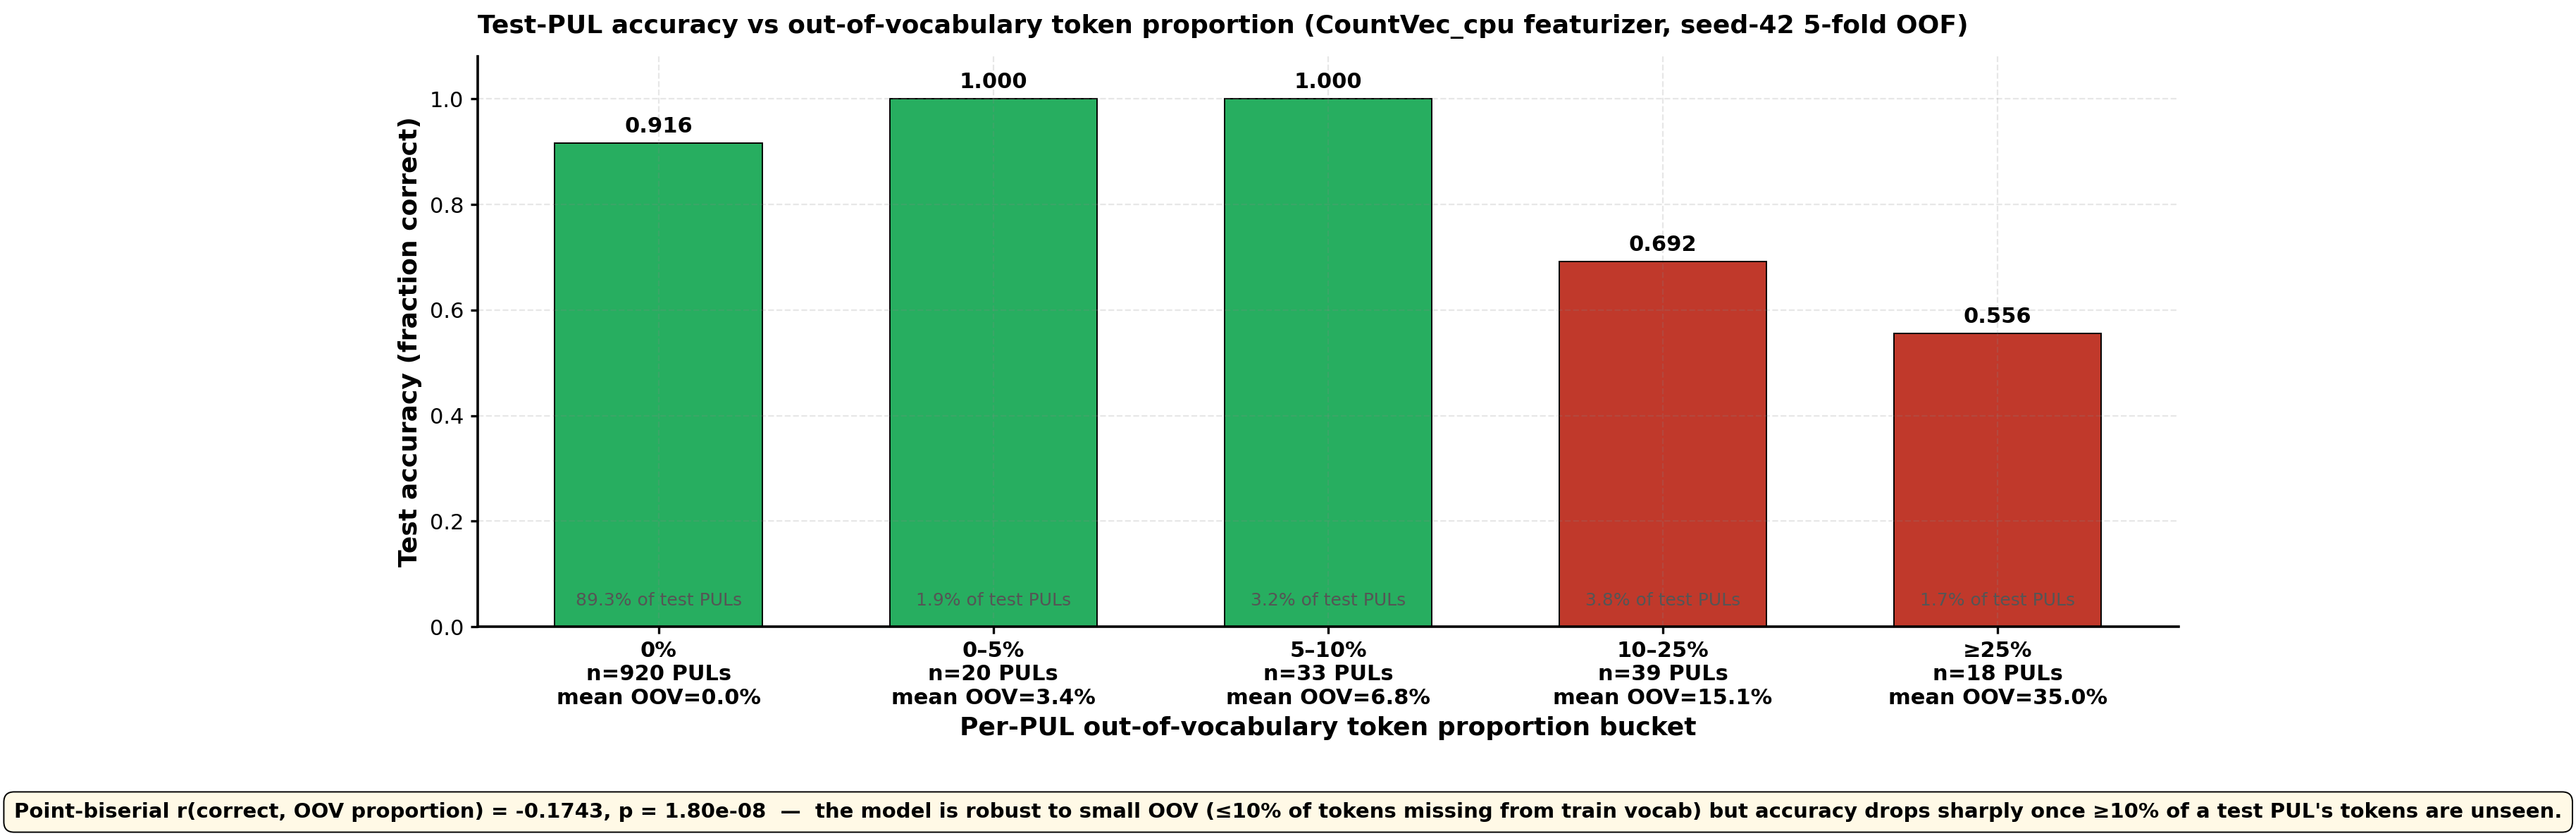 Test-PUL accuracy vs out-of-vocabulary token proportion (CountVec_cpu featurizer, seed-42 5-fold OOF)
Test accuracy (fraction correct)
1.0
0.8
0.6
0.4
0.2
0.0
0.916
1.000
1.000
0.692
0.556
89.3% of test PULs
1.9% of test PULs
3.2% of test PULs
3.8% of test PULs
1.7% of test PULs
0%
n=920 PULs
mean OOV=0.0%
0–5%
n=20 PULs
mean OOV=3.4%
5–10%
n=33 PULs
mean OOV=6.8%
10–25%
n=39 PULs
mean OOV=15.1%
≥25%
n=18 PULs
mean OOV=35.0%
Per-PUL out-of-vocabulary token proportion bucket
Point-biserial r(correct, OOV proportion) = -0.1743, p = 1.80e-08 — the model is robust to small OOV (≤10% of tokens missing from train vocab) but accuracy drops sharply once ≥10% of a test PUL's tokens are unseen.